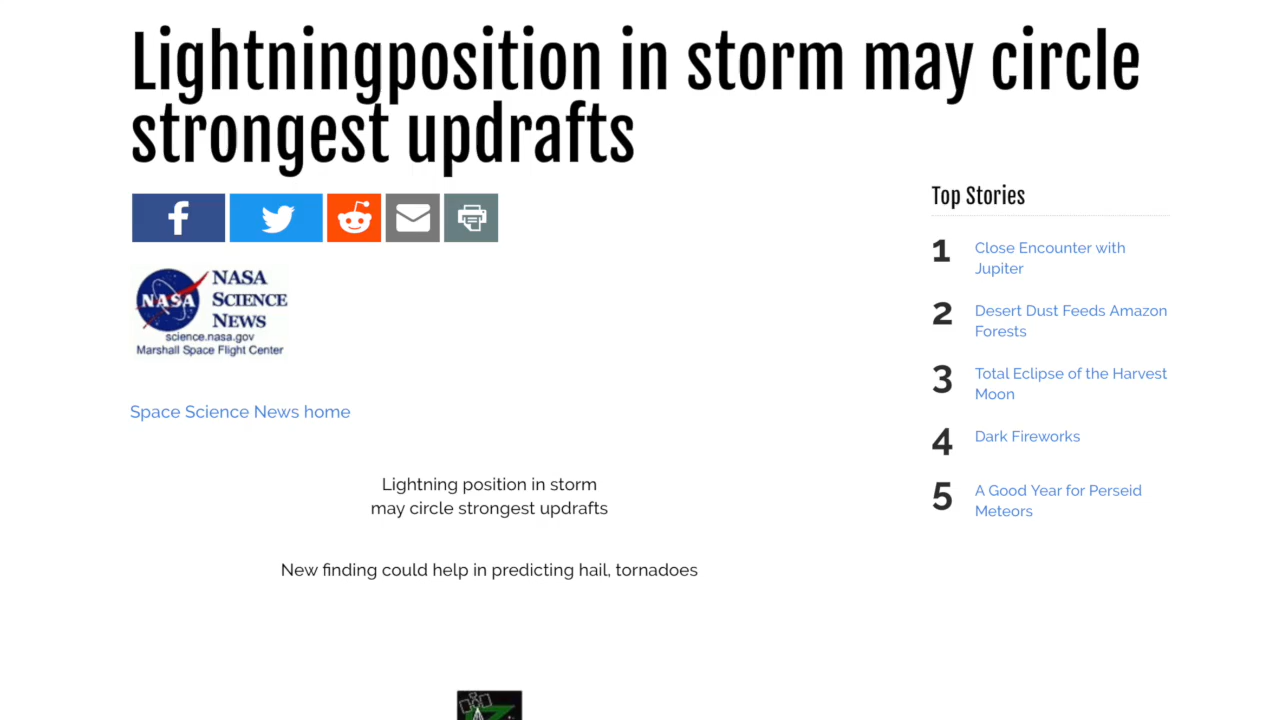 Lightningposition in storm may circle
strongest updrafts
NASA
NASA
SCIENCE
NEWS
science.nasa.gov
Marshall Space Flight Center
Space Science News home
Lightning position in storm
may circle strongest updrafts
New finding could help in predicting hail, tornadoes
Top Stories
1 Close Encounter with
Jupiter
2 Desert Dust Feeds Amazon
Forests
3 Total Eclipse of the Harvest
Moon
4 Dark Fireworks
5 A Good Year for Perseid
Meteors